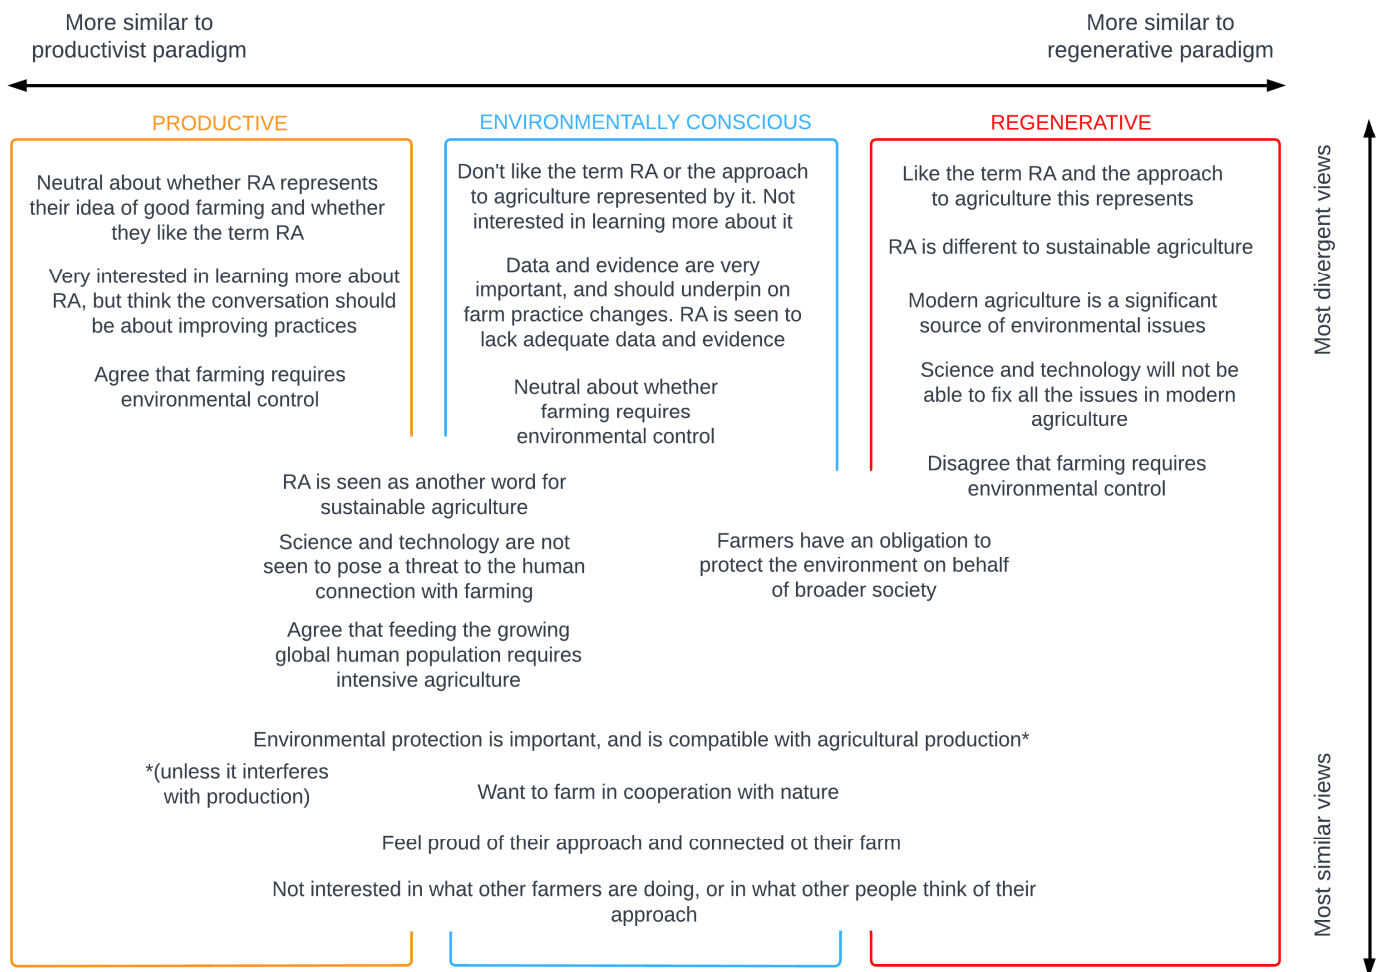 More similar to
productivist paradigm
More similar to
regenerative paradigm
PRODUCTIVE
Neutral about whether RA represents
their idea of good farming and whether
they like the term RA
Very interested in learning more about
RA, but think the conversation should
be about improving practices
Agree that farming requires
environmental control
ENVIRONMENTALLY CONSCIOUS
Don't like the term RA or the approach
to agriculture represented by it. Not
interested in learning more about it
Data and evidence are very
important, and should underpin on
farm practice changes. RA is seen to
lack adequate data and evidence
Neutral about whether
farming requires
environmental control
REGENERATIVE
Like the term RA and the approach
to agriculture this represents
RA is different to sustainable agriculture
Modern agriculture is a significant
source of environmental issues
Science and technology will not be
able to fix all the issues in modern
agriculture
Disagree that farming requires
environmental control
RA is seen as another word for
sustainable agriculture
Science and technology are not
seen to pose a threat to the human
connection with farming
Agree that feeding the growing
global human population requires
intensive agriculture
Farmers have an obligation to
protect the environment on behalf
of broader society
Environmental protection is important, and is compatible with agricultural production*
*(unless it interferes
with production)
Want to farm in cooperation with nature
Feel proud of their approach and connected ot their farm
Not interested in what other farmers are doing, or in what other people think of their
approach
Most divergent views
Most similar views